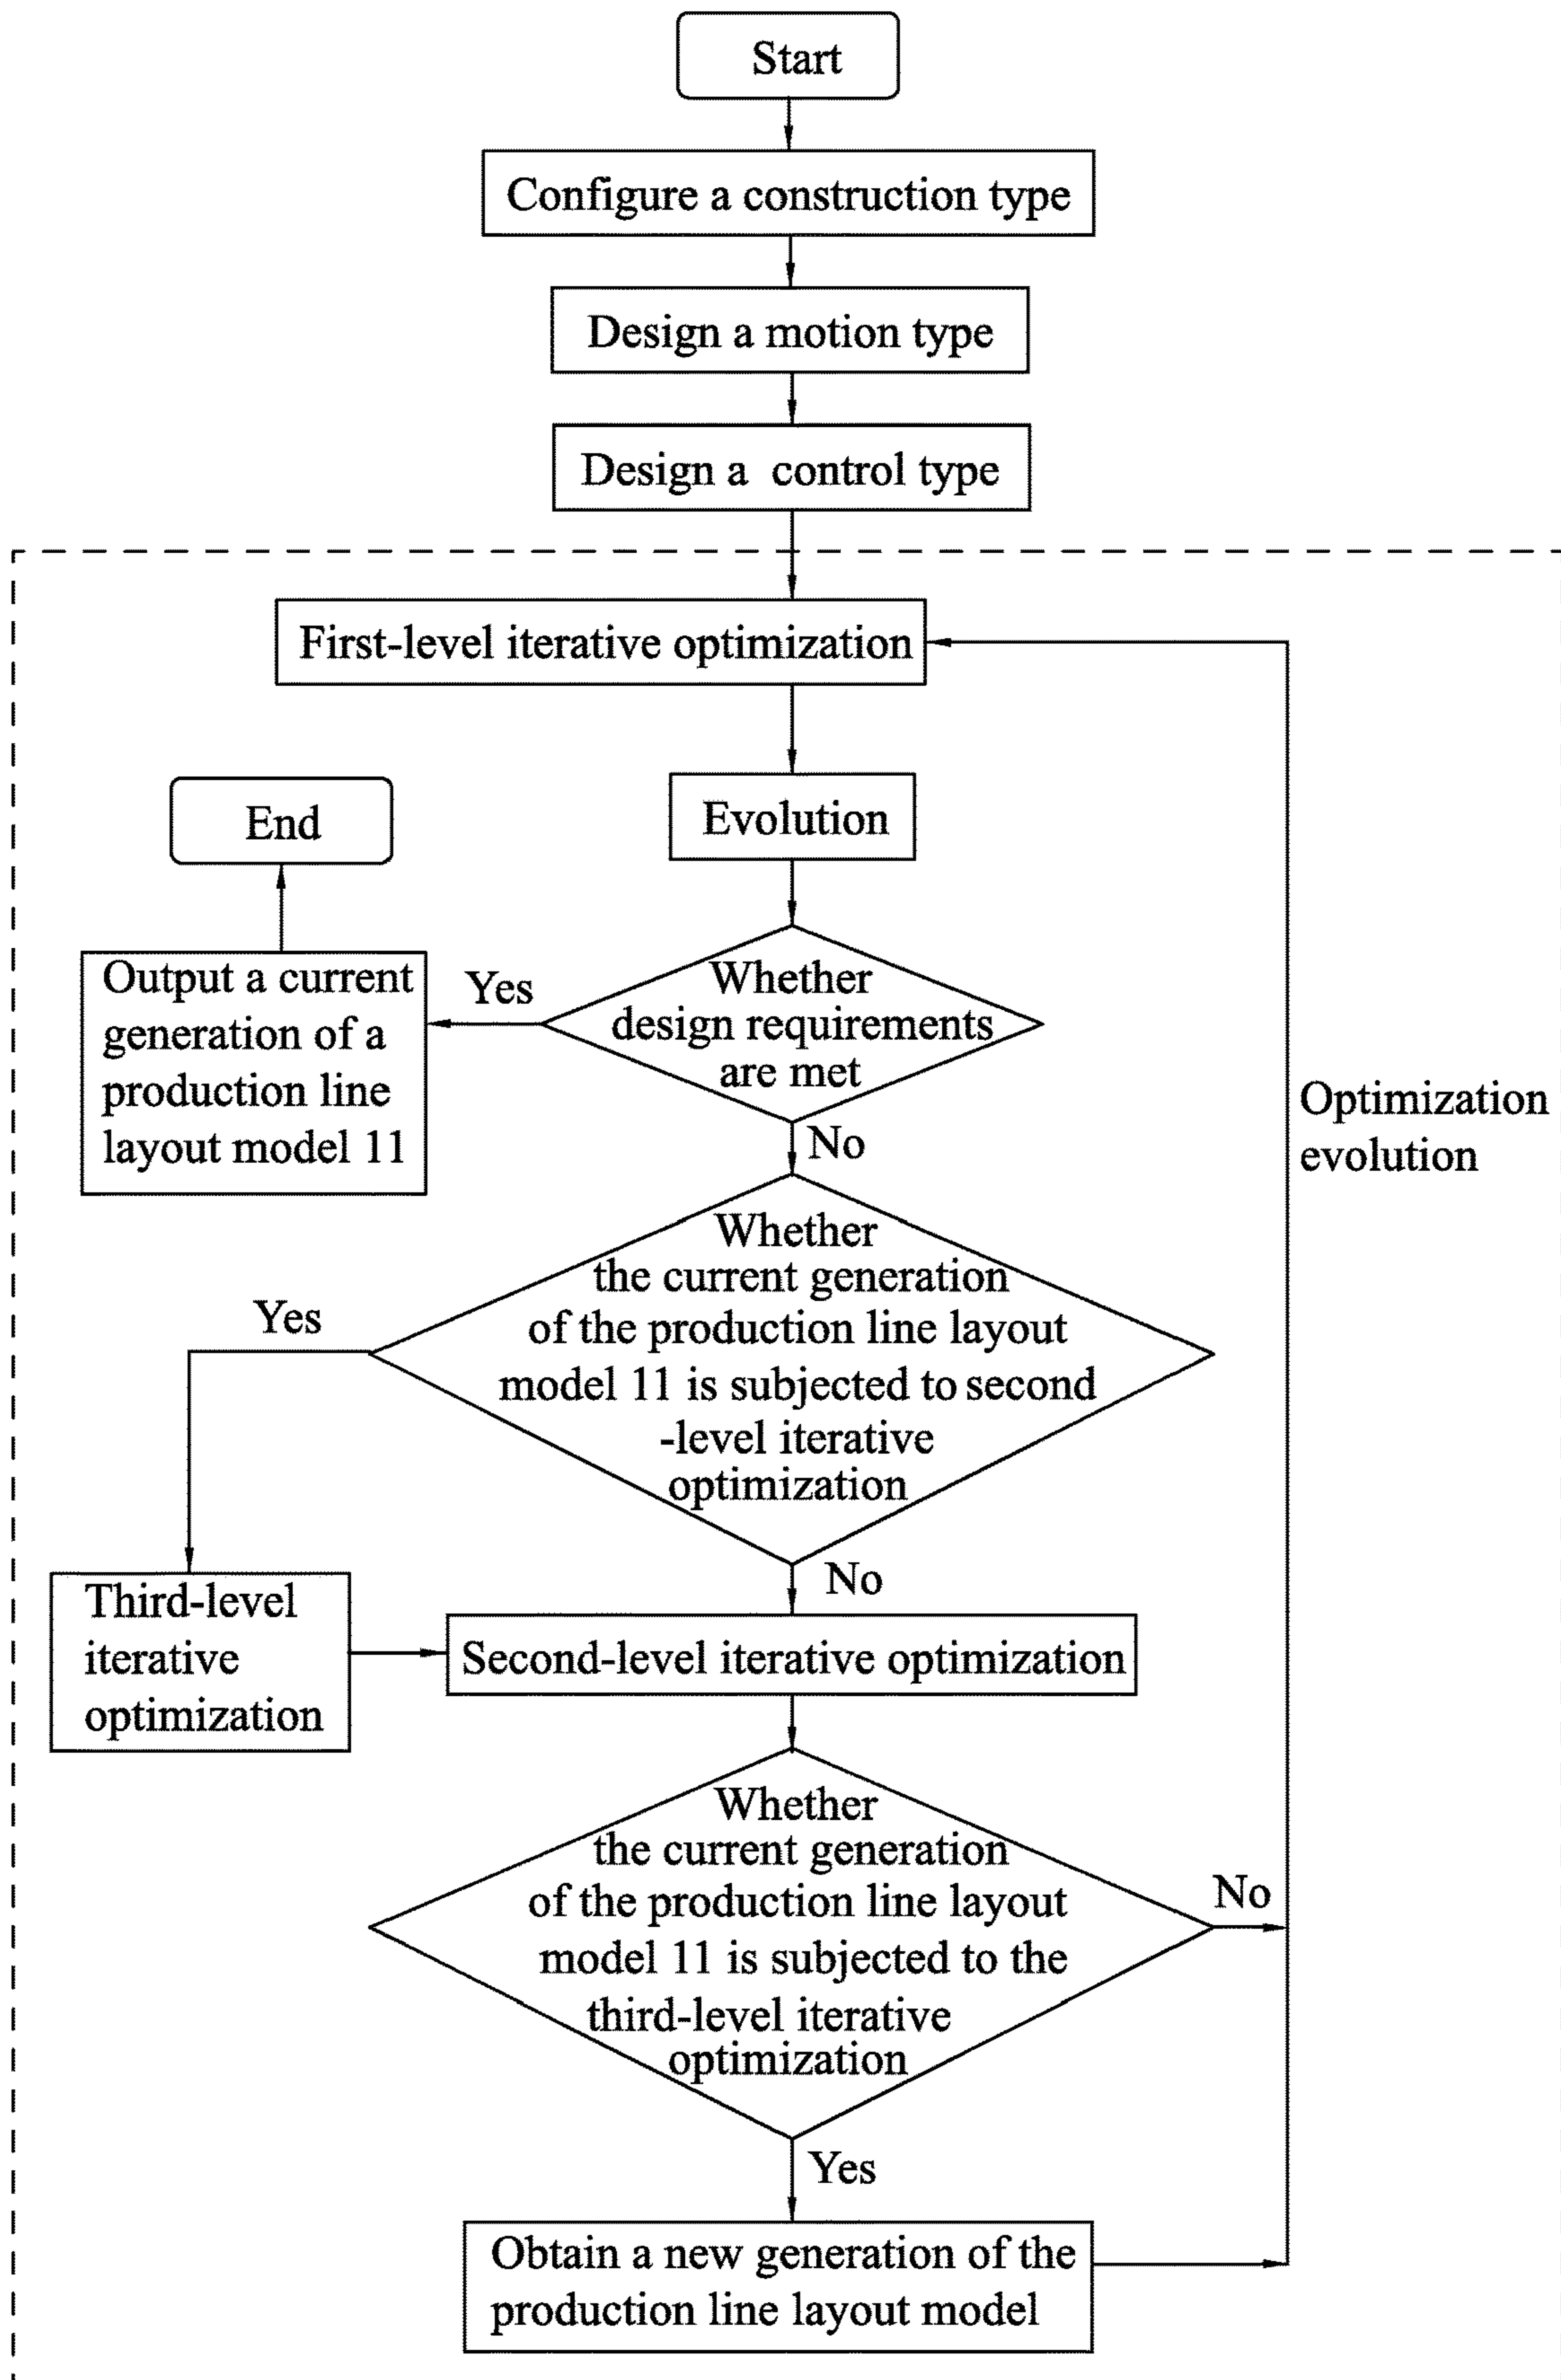 Start
Configure a construction type
Design a motion type
Design a control type
First-level iterative optimization
Evolution
End
Whether
design requirements
are met
Yes
Output a current
generation of a
production line
layout model 11
No
Optimization
evolution
Whether
the current generation
of the production line layout
model 11 is subjected to second
-level iterative
optimization
Yes
No
Third-level
iterative
optimization
Second-level iterative optimization
Whether
the current generation
of the production line layout
model 11 is subjected to the
third-level iterative
optimization
No
Yes
Obtain a new generation of the
production line layout model